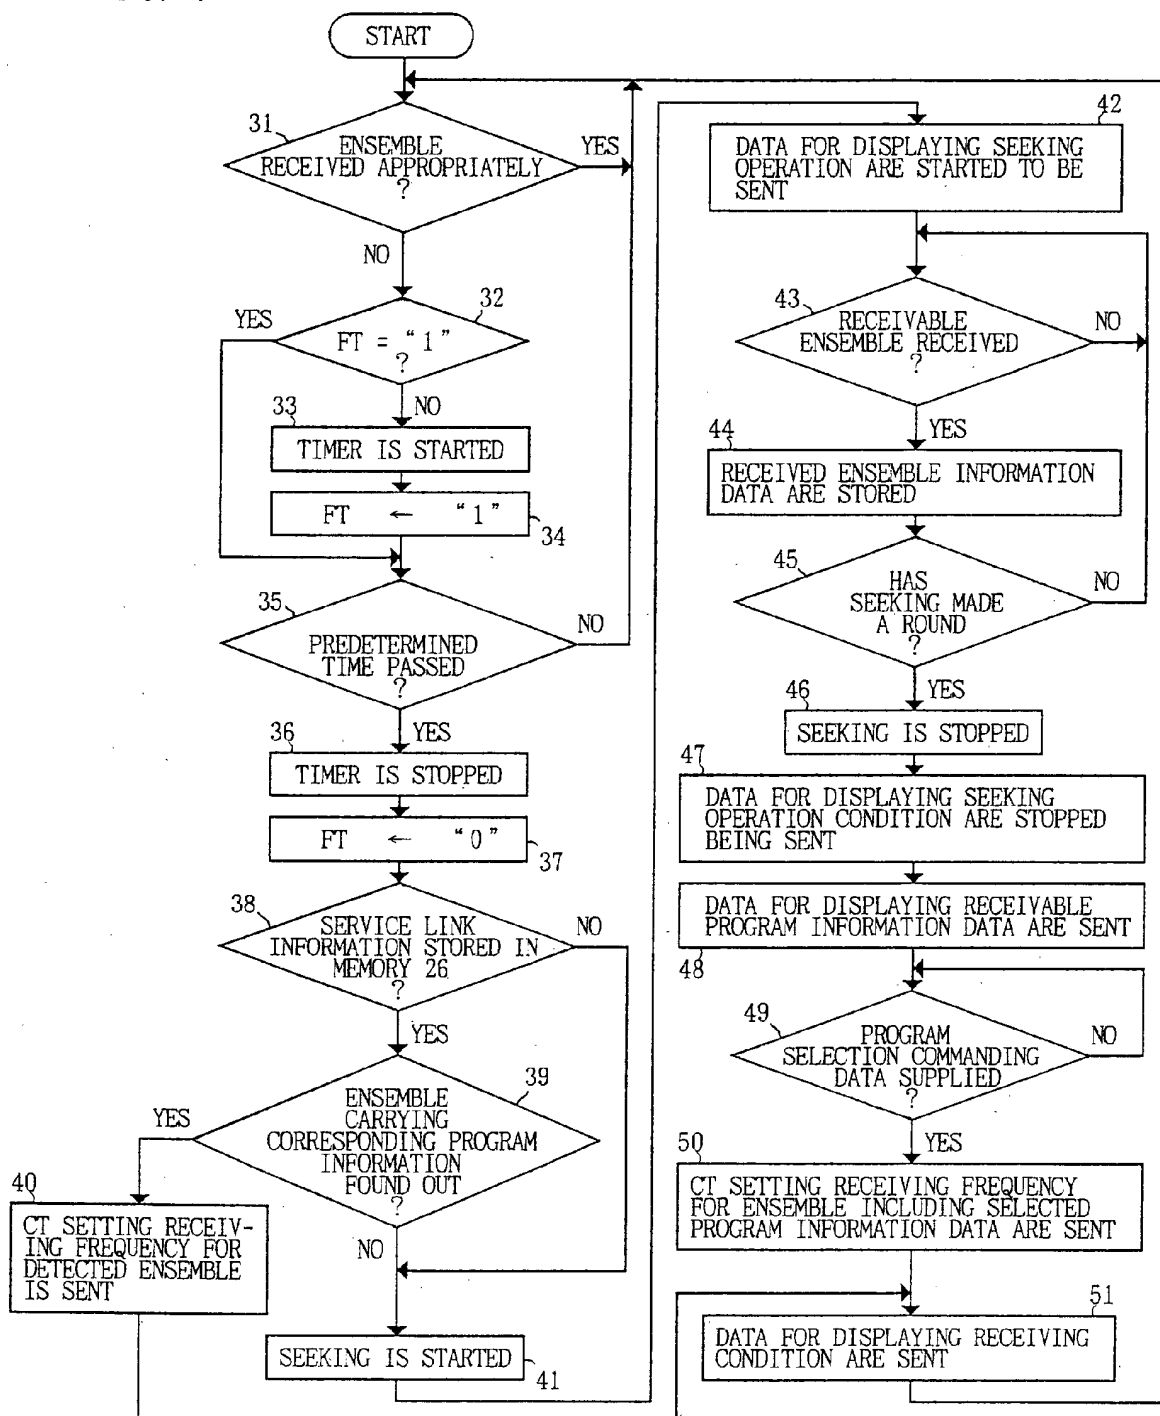 START
31
ENSEMBLE
RECEIVED APPROPRIATELY
?
YES
NO
32
YES
FT = "1"
?
NO
33
TIMER IS STARTED
FT ← "1"
34
35
PREDETERMINED
TIME PASSED
?
NO
YES
36
TIMER IS STOPPED
FT ← "0"
37
38
SERVICE LINK
INFORMATION STORED IN
MEMORY 26
?
NO
YES
39
ENSEMBLE
CARRYING
CORRESPONDING PROGRAM
INFORMATION
FOUND OUT
?
YES
NO
40
CT SETTING RECEIV-
ING FREQUENCY FOR
DETECTED ENSEMBLE
IS SENT
SEEKING IS STARTED
41
42
DATA FOR DISPLAYING SEEKING
OPERATION ARE STARTED TO BE
SENT
43
RECEIVABLE
ENSEMBLE RECEIVED
?
NO
YES
44
RECEIVED ENSEMBLE INFORMATION
DATA ARE STORED
45
HAS
SEEKING MADE
A ROUND
?
NO
YES
46
SEEKING IS STOPPED
47
DATA FOR DISPLAYING SEEKING
OPERATION CONDITION ARE STOPPED
BEING SENT
DATA FOR DISPLAYING RECEIVABLE
PROGRAM INFORMATION DATA ARE SENT
48
49
PROGRAM
SELECTION COMMANDING
DATA SUPPLIED
?
NO
YES
50
CT SETTING RECEIVING FREQUENCY
FOR ENSEMBLE INCLUDING SELECTED
PROGRAM INFORMATION DATA ARE SENT
51
DATA FOR DISPLAYING RECEIVING
CONDITION ARE SENT